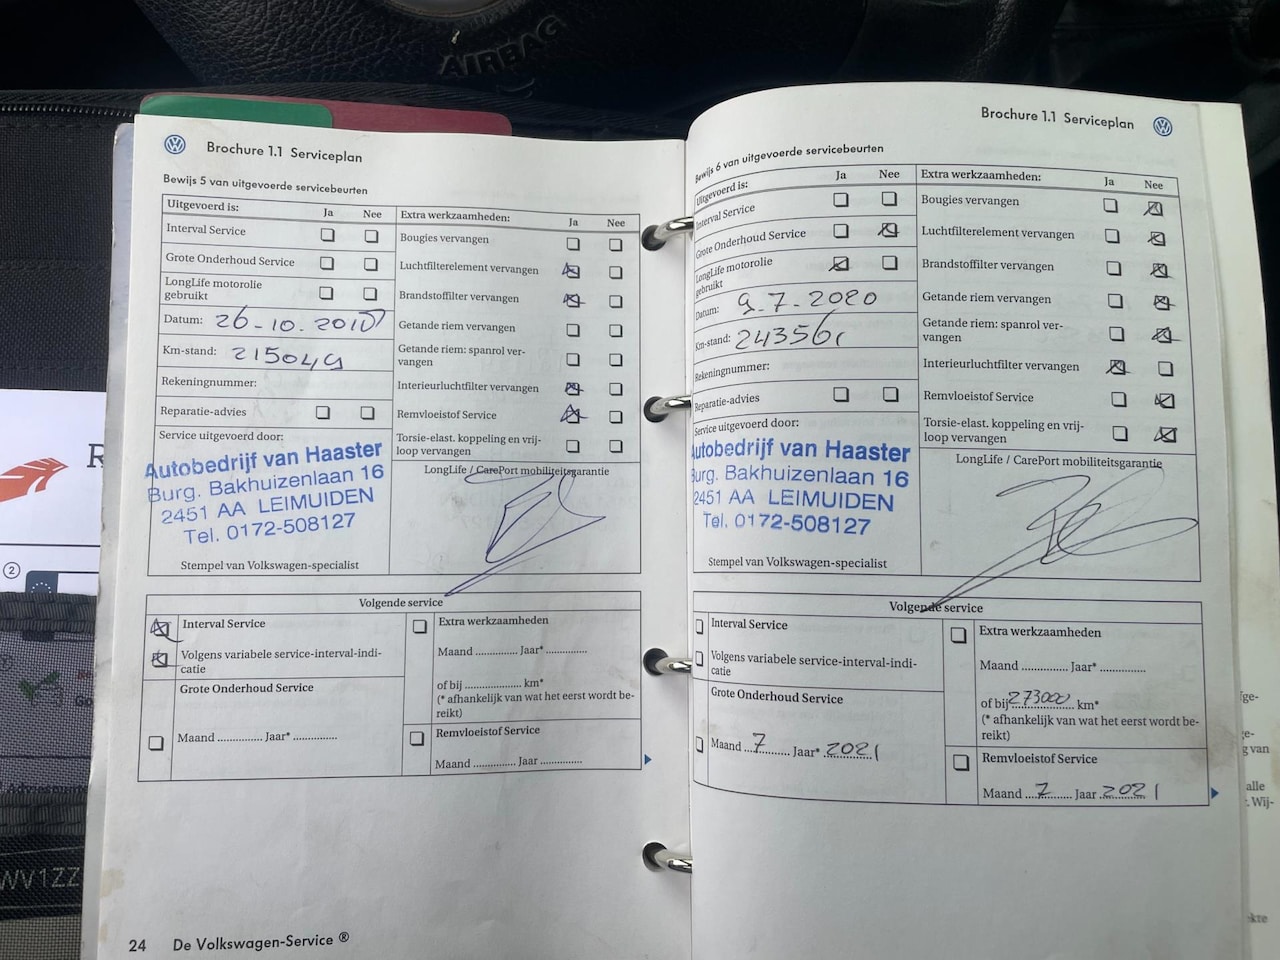 AIRBAG
Brochure 1.1 Serviceplan
Bewijs 5 van uitgevoerde servicebeurten
Uitgevoerd is: Ja Nee
Interval Service
Grote Onderhoud Service
LongLife motorolie
gebruikt
Datum:
Km-stand: 215049
Rekeningnummer:
Reparatie-advies
Service uitgevoerd door:
Autobedrijf van Haaster
Burg. Bakhuizenlaan 16
2451 AA LEIMUIDEN
Tel. 0172-508127
Stempel van Volkswagen-specialist
Extra werkzaamheden: Ja Nee
Bougies vervangen
Luchtfilterelement vervangen
Brandstoffilter vervangen
Getande riem vervangen
Getande riem: spanrol ver-
vangen
Interieurluchtfilter vervangen
Remvloeistof Service
Torsie-elast. koppeling en vrij-
loop vervangen
LongLife / CarePort mobiliteitsgarantie
Volgende service
Interval Service
Volgens variabele service-interval-indi-
catie
Grote Onderhoud Service
Maand .............. Jaar* ..............
Extra werkzaamheden
Maand .............. Jaar* ..............
of bij .................... km*
(* afhankelijk van wat het eerst wordt be-
reikt)
Remvloeistof Service
Maand .............. Jaar ..............
24 De Volkswagen-Service ®
Brochure 1.1 Serviceplan
Bewijs 6 van uitgevoerde servicebeurten
Uitgevoerd is: Ja Nee
Interval Service
Grote Onderhoud Service
LongLife motorolie
gebruikt
Datum: 9-7-2020
Km-stand:
Rekeningnummer:
Reparatie-advies
Service uitgevoerd door:
Autobedrijf van Haaster
Burg. Bakhuizenlaan 16
2451 AA LEIMUIDEN
Tel. 0172-508127
Stempel van Volkswagen-specialist
Extra werkzaamheden: Ja Nee
Bougies vervangen
Luchtfilterelement vervangen
Brandstoffilter vervangen
Getande riem vervangen
Getande riem: spanrol ver-
vangen
Interieurluchtfilter vervangen
Remvloeistof Service
Torsie-elast. koppeling en vrij-
loop vervangen
LongLife / CarePort mobiliteitsgarantie
Volgende service
Interval Service
Volgens variabele service-interval-indi-
catie
Grote Onderhoud Service
Maand 7 Jaar* 2021
Extra werkzaamheden
Maand .............. Jaar* ..............
of bij 273000 km*
(* afhankelijk van wat het eerst wordt be-
reikt)
Remvloeistof Service
Maand 7 Jaar 2021
R
2
WV1ZZ
alle
Wij-